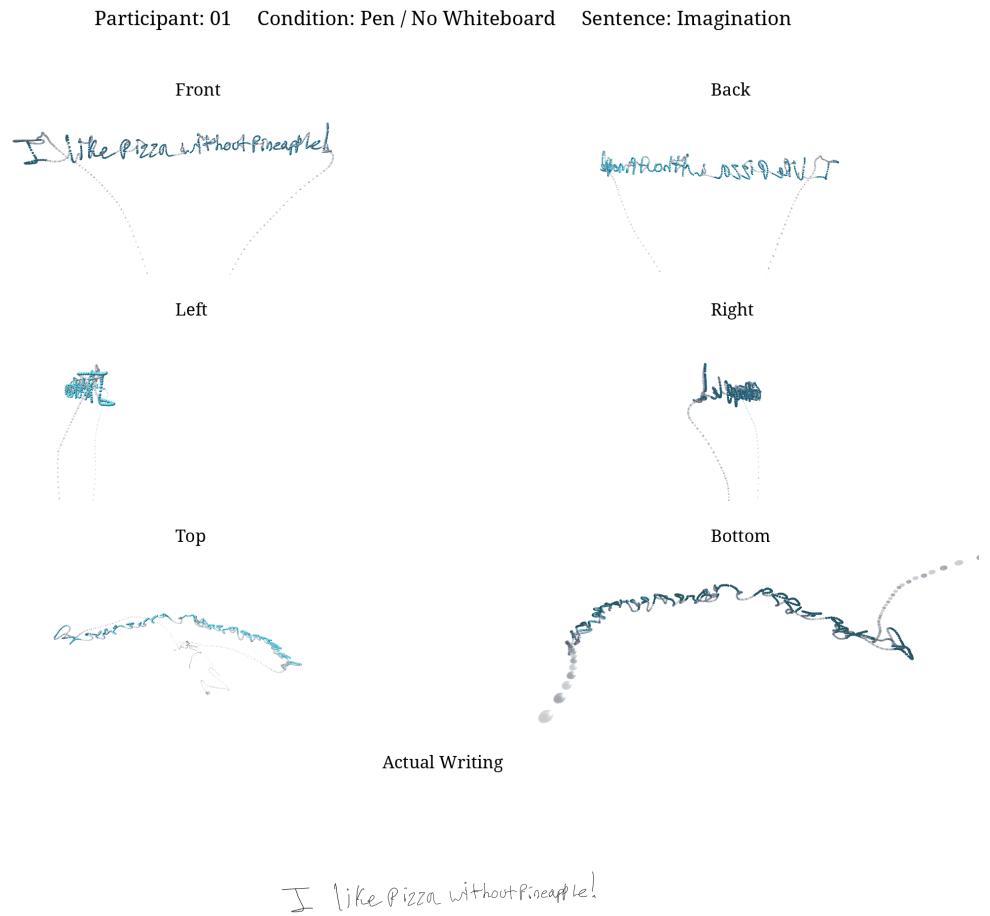 Participant: 01 Condition: Pen / No Whiteboard Sentence: Imagination
Front Back
I like pizza without pineapple!
Left Right
Top Bottom
Actual Writing
I like pizza without pineapple!